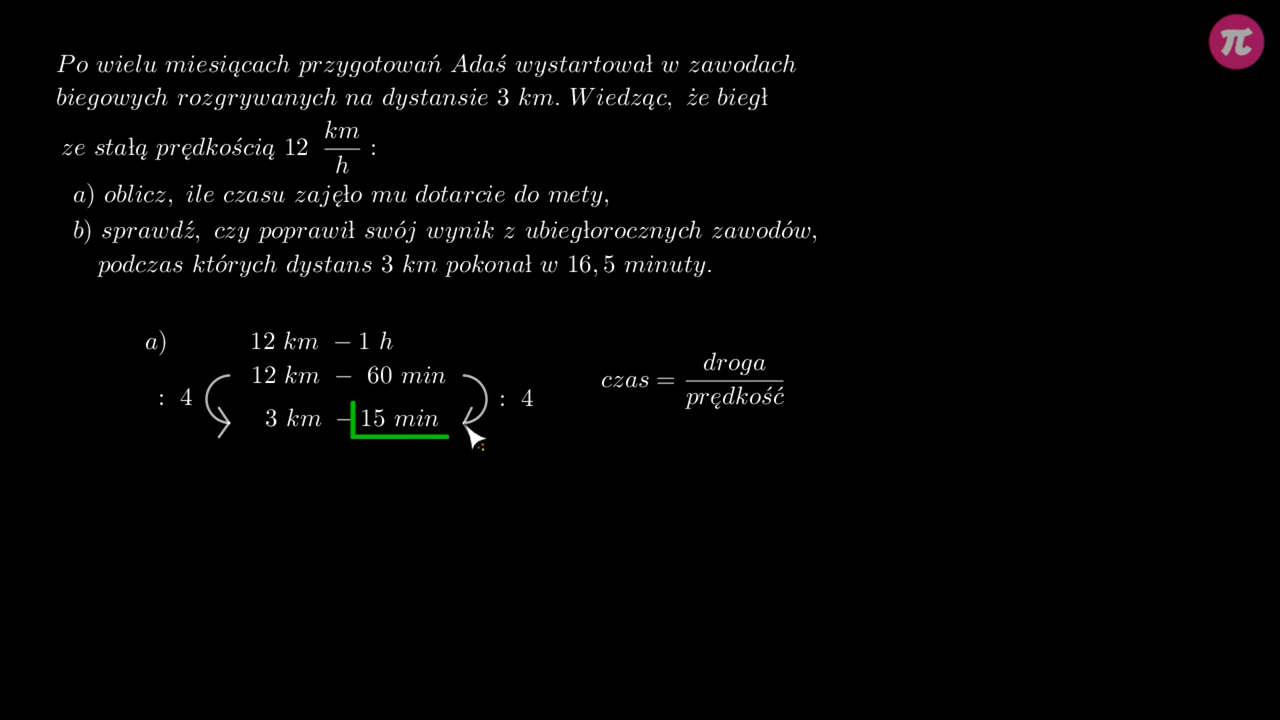 π
Po wielu miesiącach przygotowań Adaś wystartował w zawodach
biegowych rozgrywanych na dystansie 3 km. Wiedząc, że biegł
ze stałą prędkością 12 km/h :
a) oblicz, ile czasu zajęło mu dotarcie do mety,
b) sprawdź, czy poprawił swój wynik z ubiegłorocznych zawodów,
podczas których dystans 3 km pokonał w 16,5 minuty.
a) 12 km – 1 h
12 km – 60 min
: 4 : 4
3 km – 15 min
czas = droga/prędkość